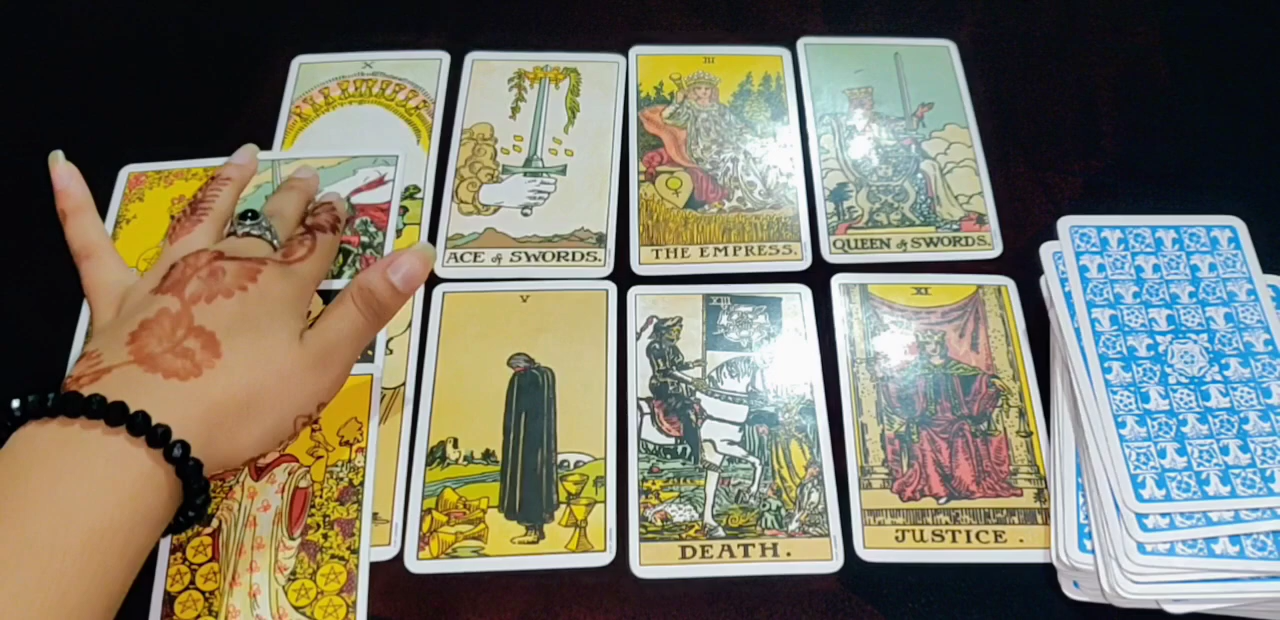 X
ACE of SWORDS.
III
THE EMPRESS.
QUEEN of SWORDS.
V
XIII
DEATH.
XI
JUSTICE .